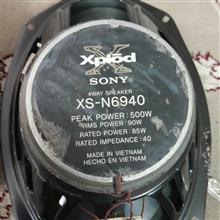 Xplōd
SONY
4WAY SPEAKER
XS-N6940
PEAK POWER: 500W
RMS POWER: 90W
RATED POWER: 85W
RATED IMPEDANCE: 4Ω
MADE IN VIETNAM
HECHO EN VIETNAM